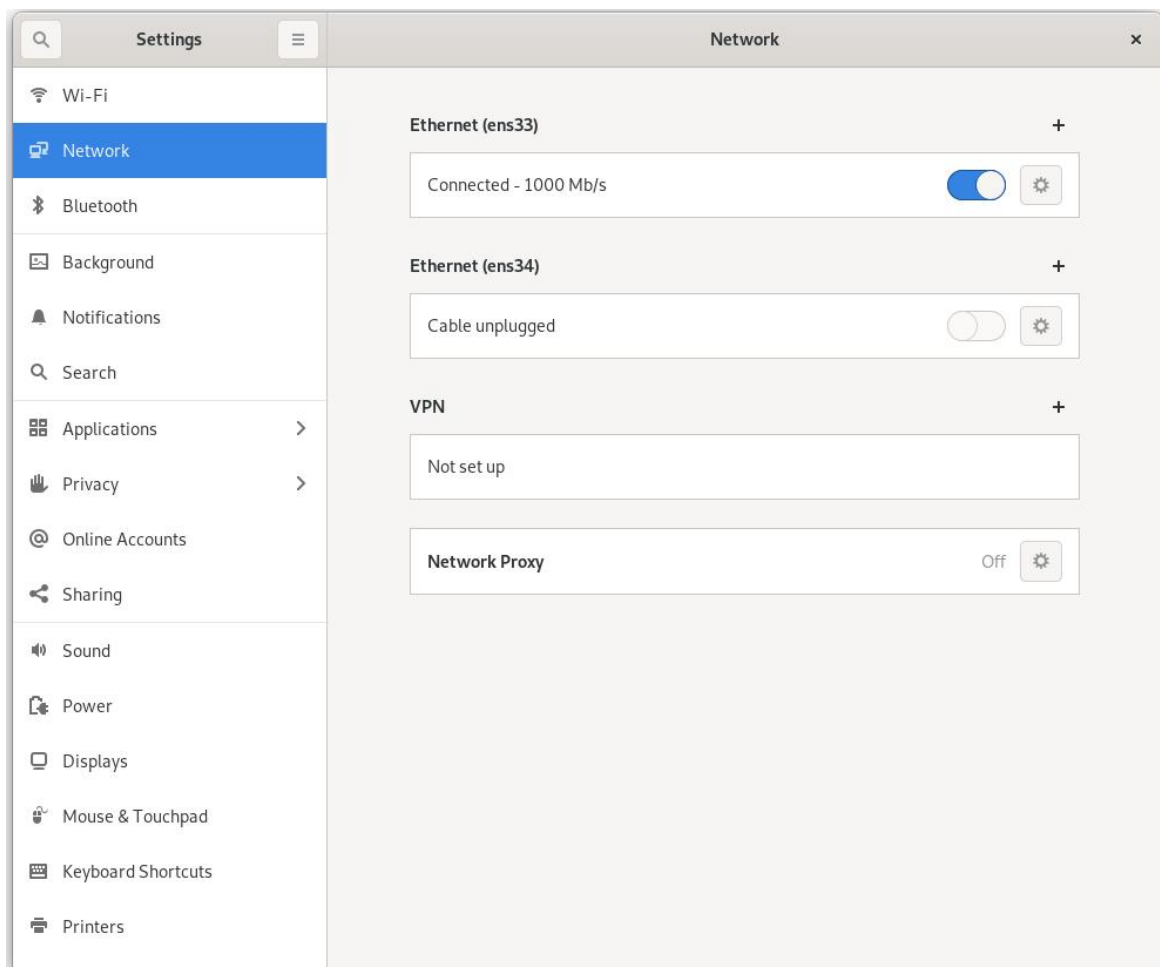 Settings
Network
Wi-Fi
Network
Bluetooth
Background
Notifications
Search
Applications
Privacy
Online Accounts
Sharing
Sound
Power
Displays
Mouse & Touchpad
Keyboard Shortcuts
Printers
Ethernet (ens33)
Connected - 1000 Mb/s
Ethernet (ens34)
Cable unplugged
VPN
Not set up
Network Proxy Off